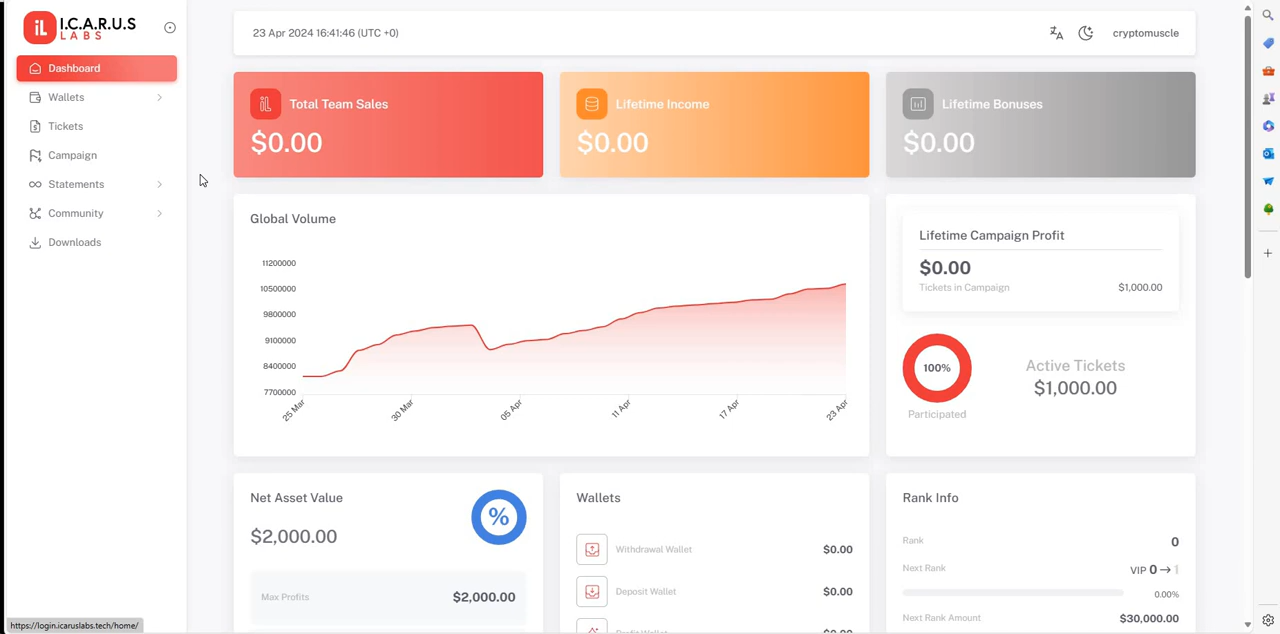 iL I.C.A.R.U.S
LABS
Dashboard
Wallets
Tickets
Campaign
Statements
Community
Downloads
https://login.icaruslabs.tech/home/
23 Apr 2024 16:41:46 (UTC +0)
cryptomuscle
Total Team Sales
$0.00
Lifetime Income
$0.00
Lifetime Bonuses
$0.00
Global Volume
11200000
10500000
9800000
9100000
8400000
7700000
25 Mar
30 Mar
05 Apr
11 Apr
17 Apr
23 Apr
Lifetime Campaign Profit
$0.00
Tickets in Campaign $1,000.00
100%
Participated
Active Tickets
$1,000.00
Net Asset Value
$2,000.00
%
Max Profits $2,000.00
Wallets
Withdrawal Wallet $0.00
Deposit Wallet $0.00
Profit Wallet $0.00
Rank Info
Rank 0
Next Rank VIP 0 → 1
0.00%
Next Rank Amount $30,000.00